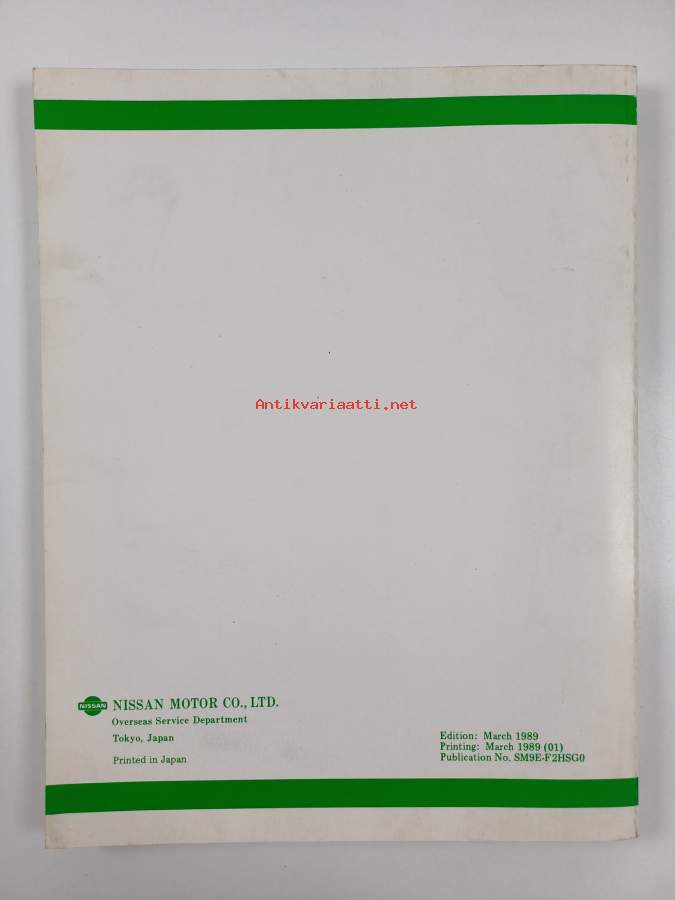 Antikvariaatti.net
NISSAN
NISSAN MOTOR CO., LTD.
Overseas Service Department
Tokyo, Japan
Printed in Japan
Edition: March 1989
Printing: March 1989 (01)
Publication No. SM9E-F2HSG0